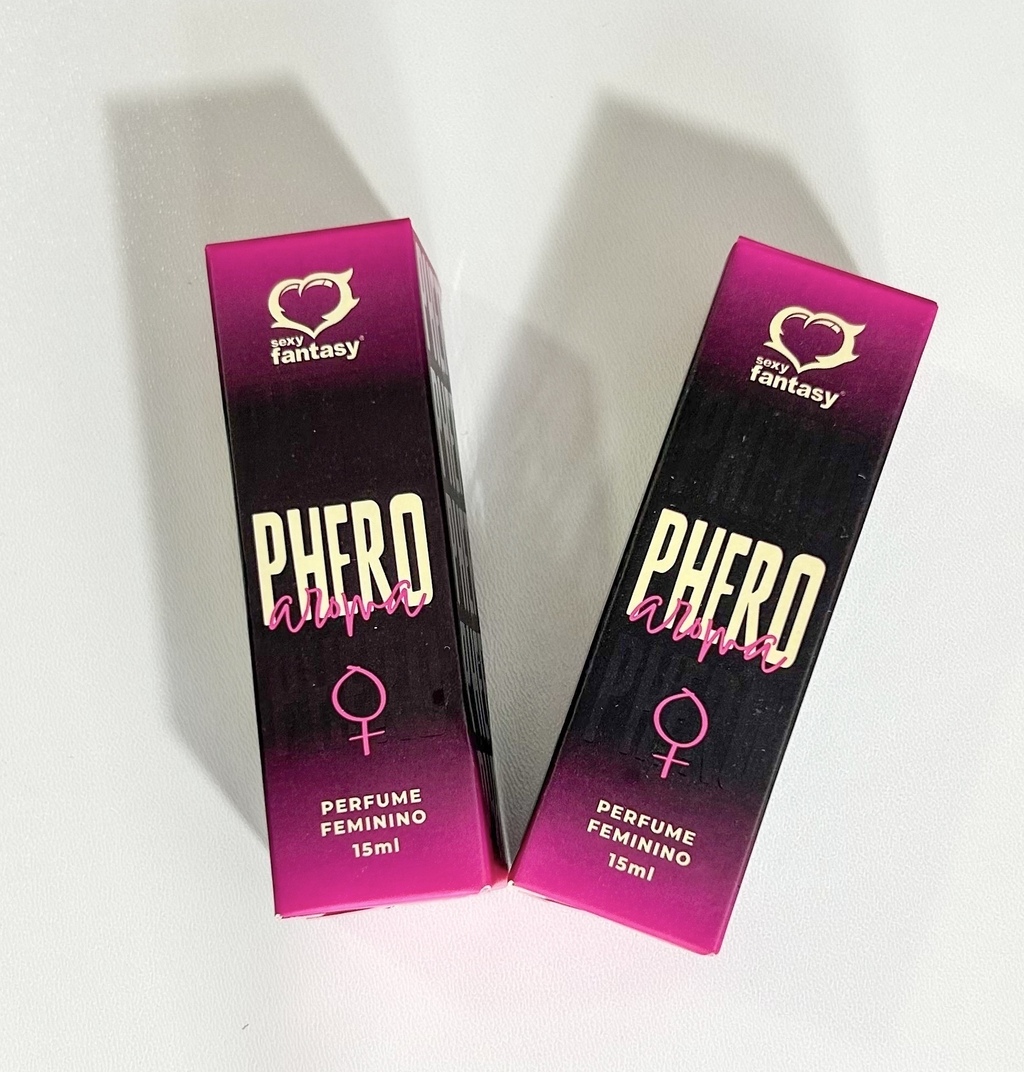 sexy
fantasy®
PHERO
aroma
PERFUME
FEMININO
15ml
sexy
fantasy®
PHERO
aroma
PERFUME
FEMININO
15ml